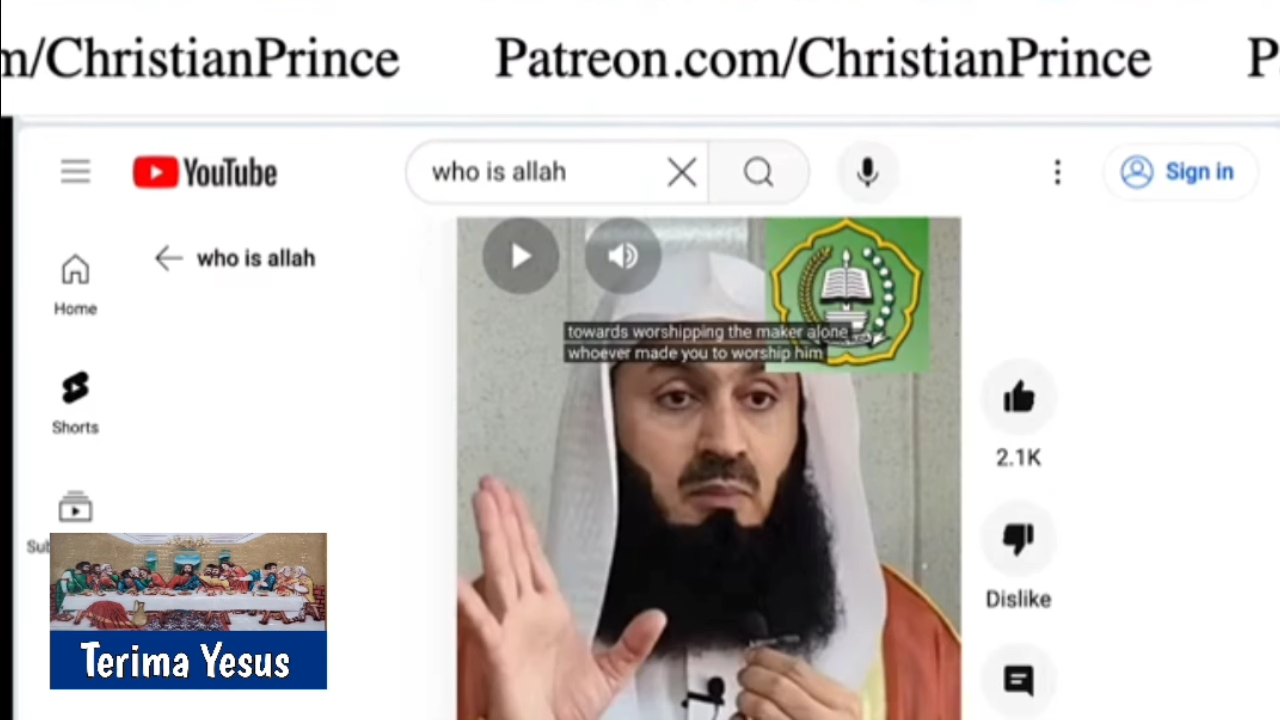 m/ChristianPrince Patreon.com/ChristianPrince P
YouTube
who is allah
Sign in
who is allah
Home
towards worshipping the maker alone
whoever made you to worship him
Shorts
2.1K
Sub
Dislike
Terima Yesus